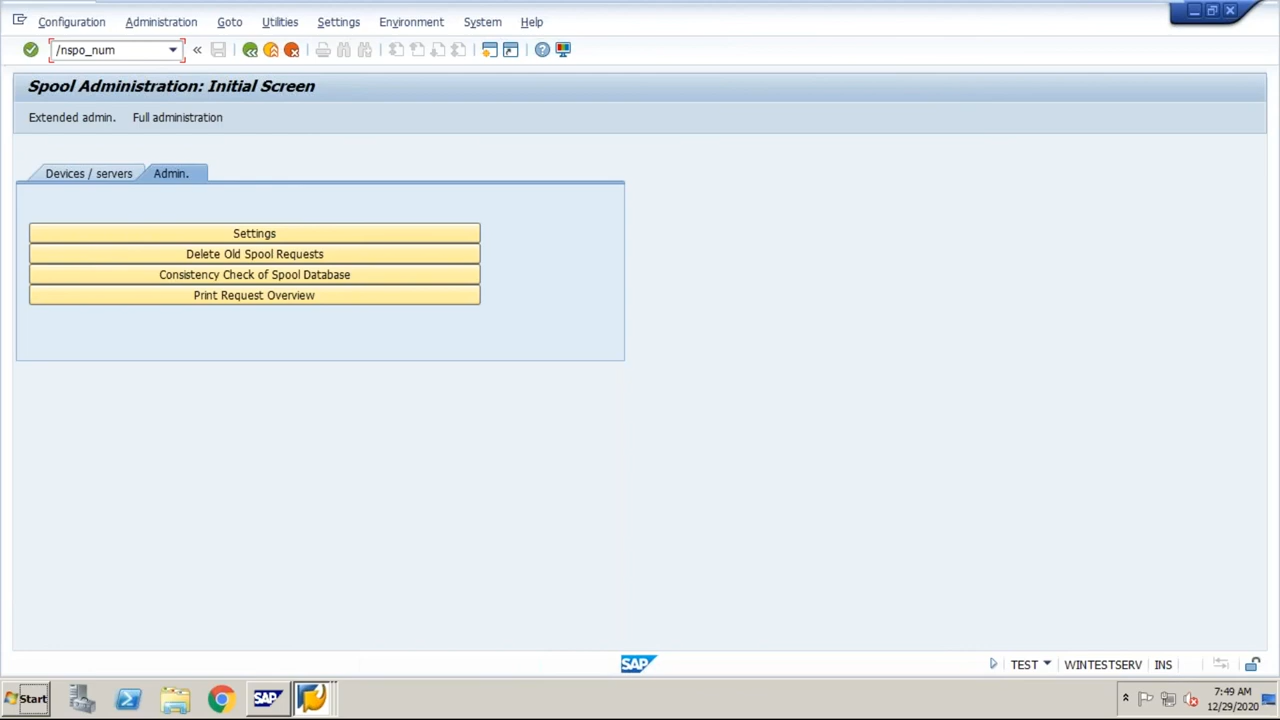 Configuration Administration Goto Utilities Settings Environment System Help
/nspo_num
Spool Administration: Initial Screen
Extended admin. Full administration
Devices / servers Admin.
Settings
Delete Old Spool Requests
Consistency Check of Spool Database
Print Request Overview
SAP TEST WINTESTSERV INS
Start SAP 7:49 AM
12/29/2020